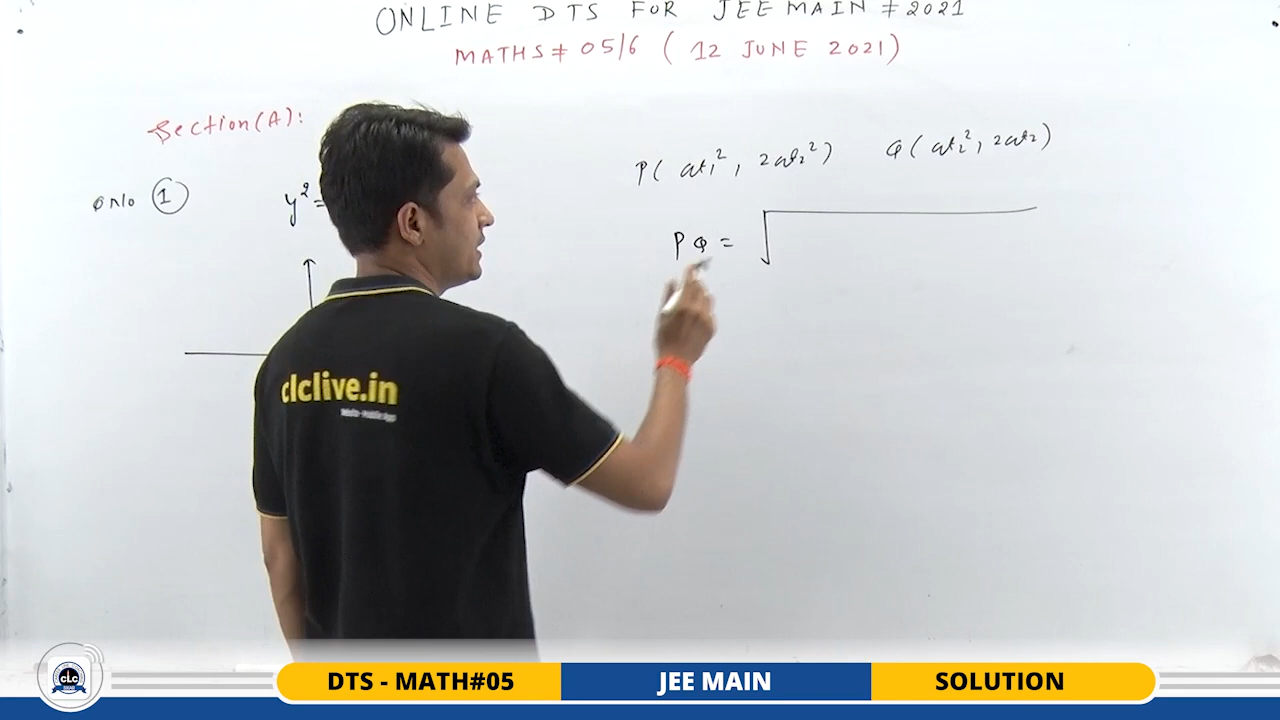 ONLINE DTS FOR JEE MAIN # 2021
MATHS # 05/6 ( 12 JUNE 2021 )
Section (A):
Q No ①
y² =
P( at₁², 2at₂² ) Q( at₂², 2at₂ )
PQ = √
clclive.in
CLC
DTS - MATH#05
JEE MAIN
SOLUTION